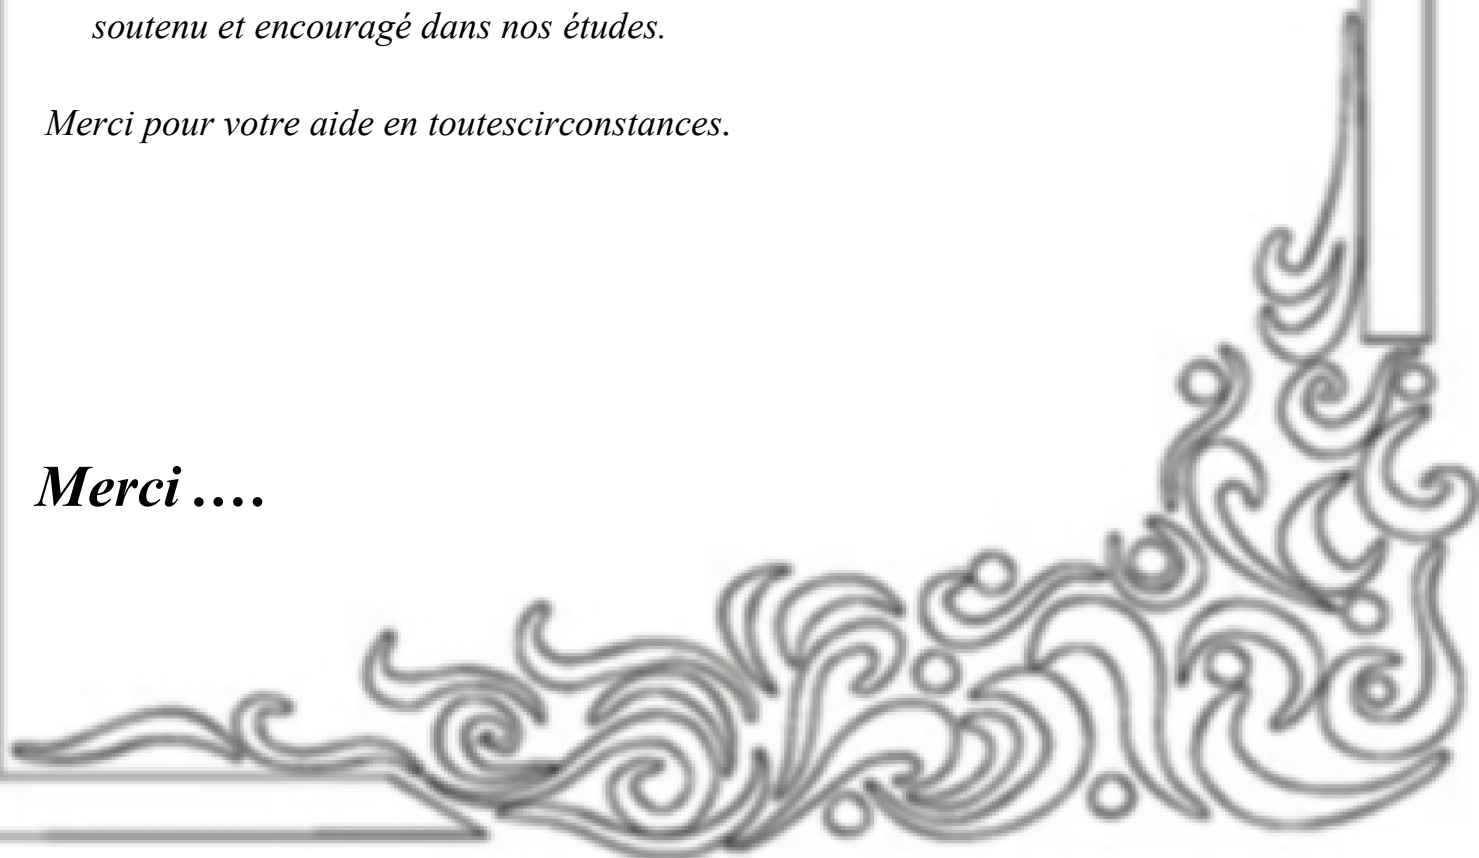 soutenu et encouragé dans nos études.
Merci pour votre aide en toutescirconstances.
Merci ….